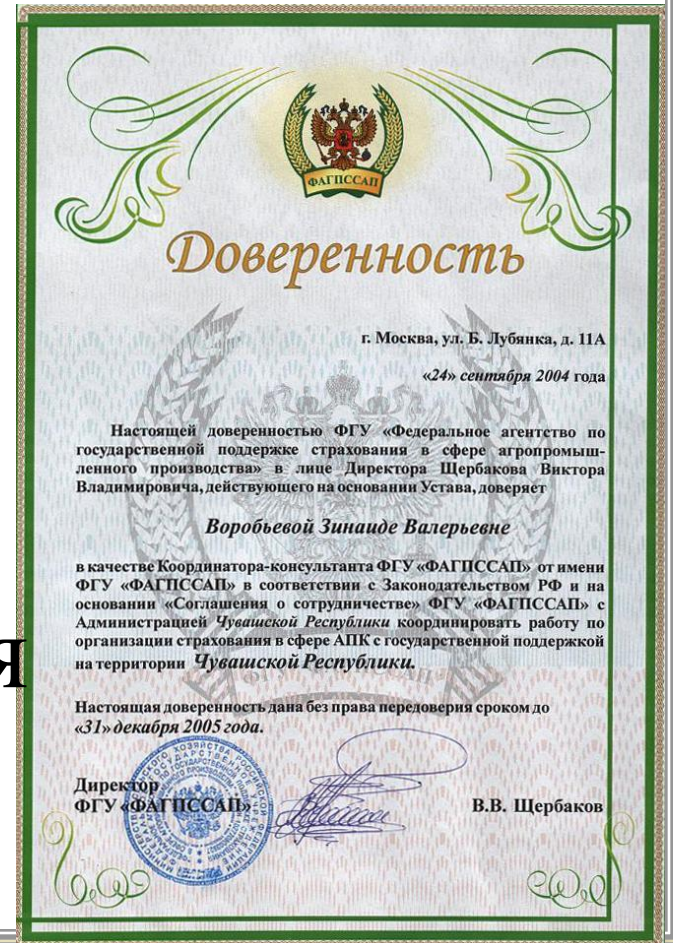 ФАГПССАП
Доверенность
г. Москва, ул. Б. Лубянка, д. 11А
«24» сентября 2004 года
Настоящей доверенностью ФГУ «Федеральное агентство по
государственной поддержке страхования в сфере агропромыш-
ленного производства» в лице Директора Щербакова Виктора
Владимировича, действующего на основании Устава, доверяет
Воробьевой Зинаиде Валерьевне
в качестве Координатора-консультанта ФГУ «ФАГПССАП» от имени
ФГУ «ФАГПССАП» в соответствии с Законодательством РФ и на
основании «Соглашения о сотрудничестве» ФГУ «ФАГПССАП» с
Администрацией Чувашской Республики координировать работу по
организации страхования в сфере АПК с государственной поддержкой
на территории Чувашской Республики.
я
ФГУ ФАГПССАП
Настоящая доверенность дана без права передоверия сроком до
«31» декабря 2005 года.
Директор
ФГУ «ФАГПССАП»
В.В. Щербаков